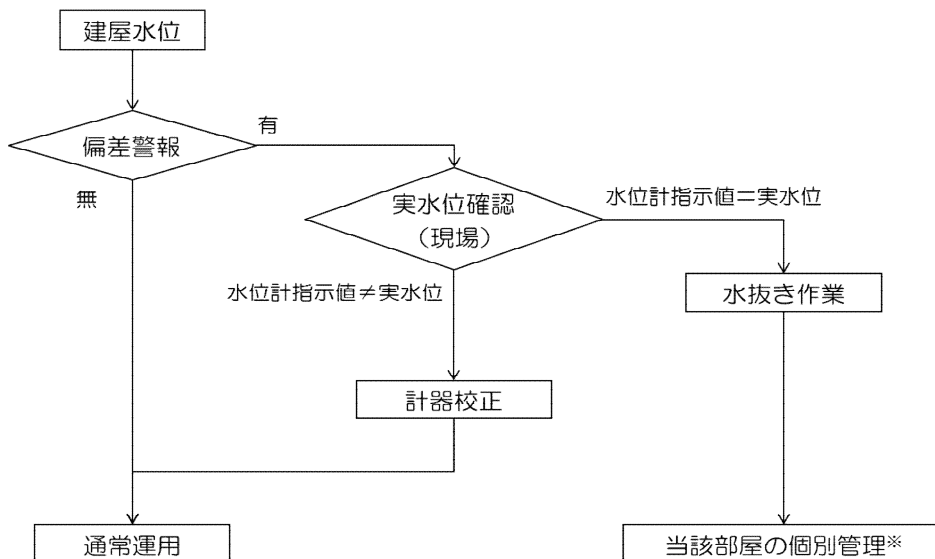 建屋水位
偏差警報
有
無
実水位確認
（現場）
水位計指示値＝実水位
水位計指示値≠実水位
水抜き作業
計器校正
通常運用
当該部屋の個別管理※